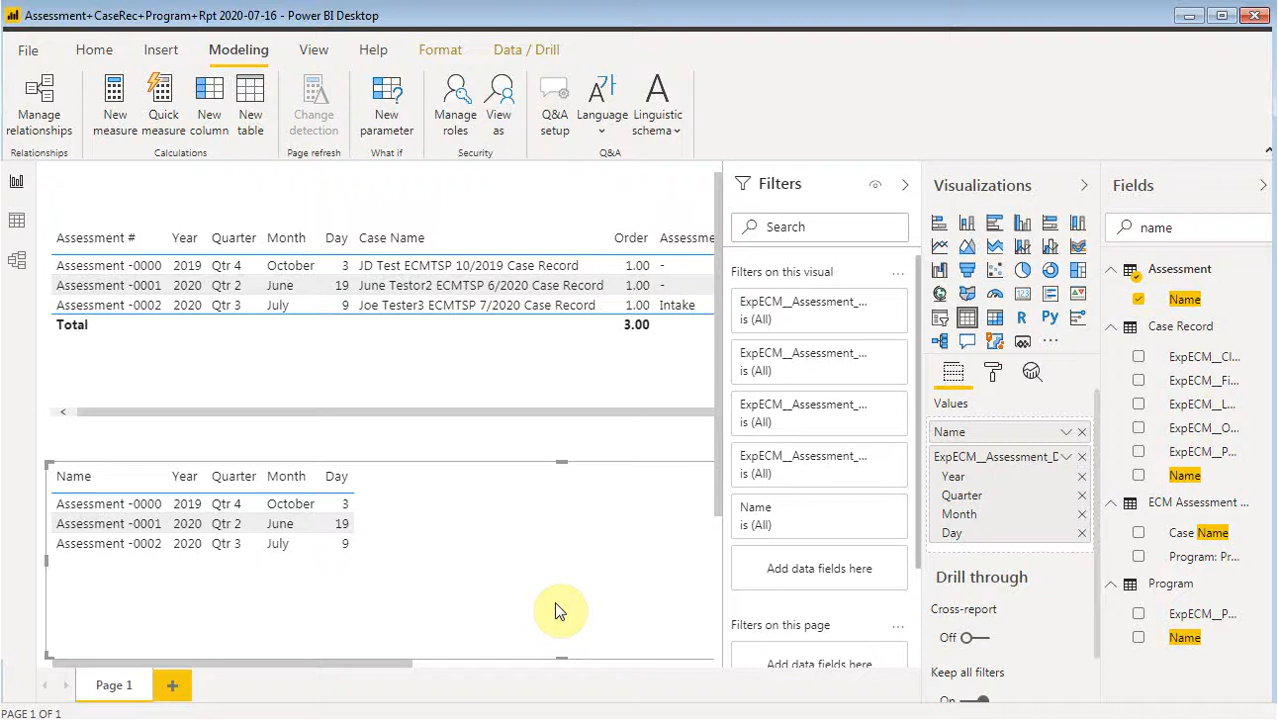 Assessment+CaseRec+Program+Rpt 2020-07-16 - Power BI Desktop
File Home Insert Modeling View Help Format Data / Drill
Manage relationships
New measure
Quick measure
New column
New table
Change detection
New parameter
Manage roles
View as
Q&A setup
Language
Linguistic schema
Relationships Calculations Page refresh What if Security Q&A
Assessment # Year Quarter Month Day Case Name Order Assessme
Assessment -0000 2019 Qtr 4 October 3 JD Test ECMTSP 10/2019 Case Record 1.00 -
Assessment -0001 2020 Qtr 2 June 19 June Testor2 ECMTSP 6/2020 Case Record 1.00 -
Assessment -0002 2020 Qtr 3 July 9 Joe Tester3 ECMTSP 7/2020 Case Record 1.00 Intake
Total 3.00
Name Year Quarter Month Day
Assessment -0000 2019 Qtr 4 October 3
Assessment -0001 2020 Qtr 2 June 19
Assessment -0002 2020 Qtr 3 July 9
Filters
Search
Filters on this visual ...
ExpECM__Assessment_...
is (All)
ExpECM__Assessment_...
is (All)
ExpECM__Assessment_...
is (All)
ExpECM__Assessment_...
is (All)
Name
is (All)
Add data fields here
Filters on this page ...
Add data fields here
Visualizations
R Py
...
Values
Name
ExpECM__Assessment_D
Year
Quarter
Month
Day
Drill through
Cross-report
Off
Keep all filters
On
Fields
name
Assessment
Name
Case Record
ExpECM__Cl...
ExpECM__Fi...
ExpECM__L...
ExpECM__O...
ExpECM__P...
Name
ECM Assessment ...
Case Name
Program: Pr...
Program
ExpECM__P...
Name
Page 1
PAGE 1 OF 1